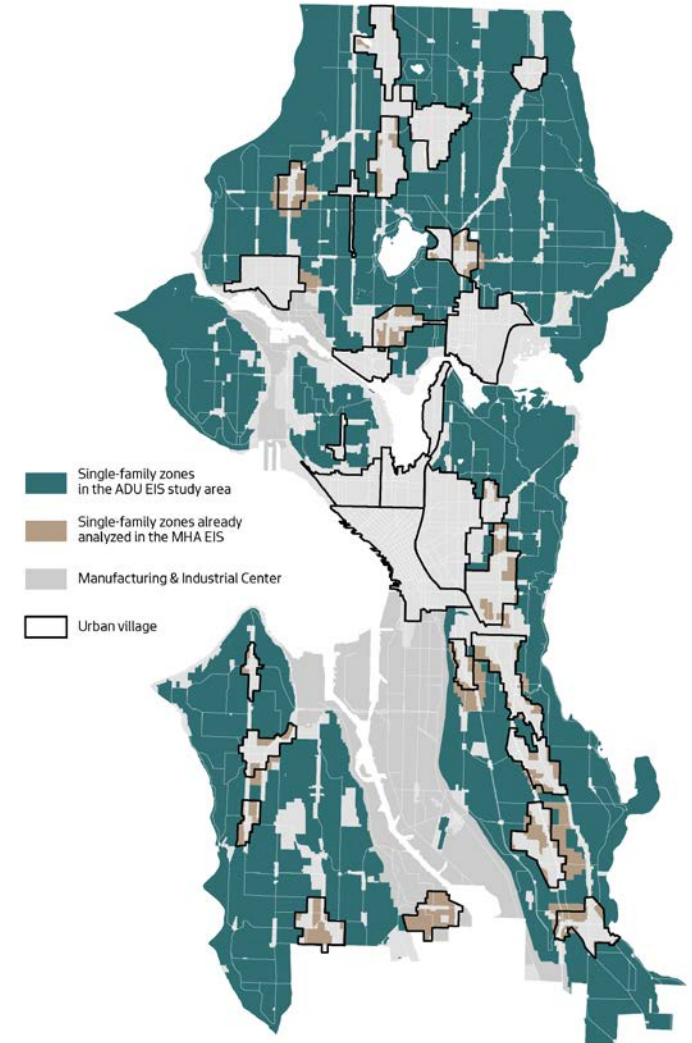 Single-family zones
in the ADU EIS study area
Single-family zones already
analyzed in the MHA EIS
Manufacturing & Industrial Center
Urban village